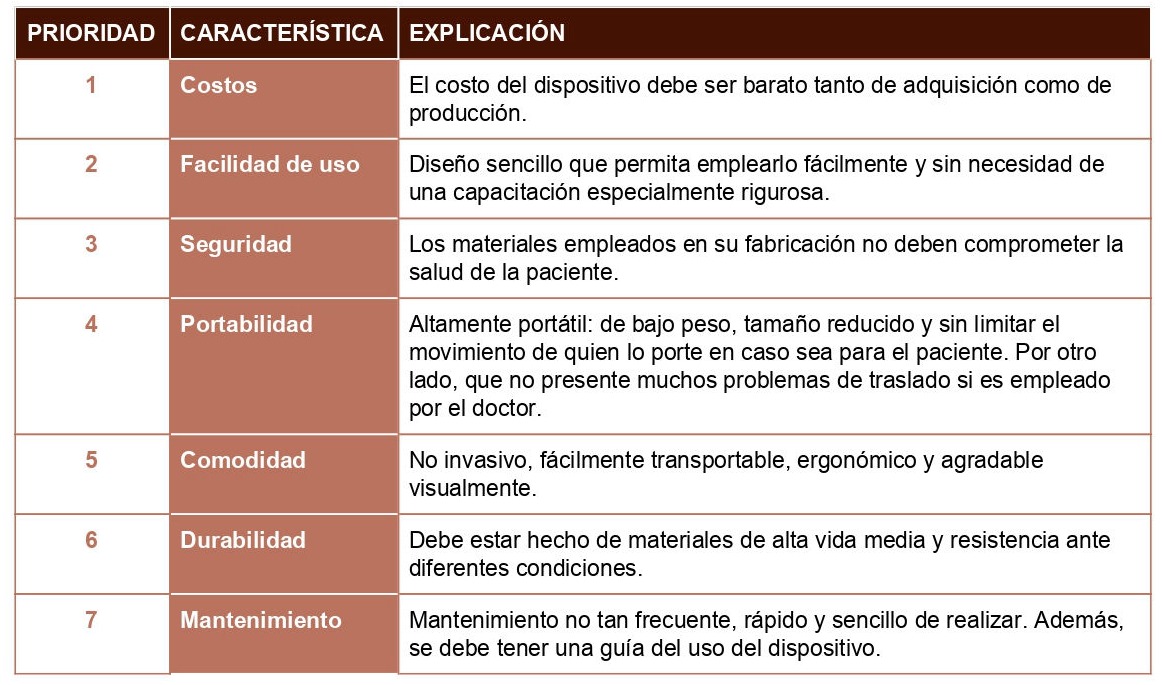 PRIORIDAD CARACTERÍSTICA EXPLICACIÓN
1 Costos El costo del dispositivo debe ser barato tanto de adquisición como de
producción.
2 Facilidad de uso Diseño sencillo que permita emplearlo fácilmente y sin necesidad de
una capacitación especialmente rigurosa.
3 Seguridad Los materiales empleados en su fabricación no deben comprometer la
salud de la paciente.
4 Portabilidad Altamente portátil: de bajo peso, tamaño reducido y sin limitar el
movimiento de quien lo porte en caso sea para el paciente. Por otro
lado, que no presente muchos problemas de traslado si es empleado
por el doctor.
5 Comodidad No invasivo, fácilmente transportable, ergonómico y agradable
visualmente.
6 Durabilidad Debe estar hecho de materiales de alta vida media y resistencia ante
diferentes condiciones.
7 Mantenimiento Mantenimiento no tan frecuente, rápido y sencillo de realizar. Además,
se debe tener una guía del uso del dispositivo.